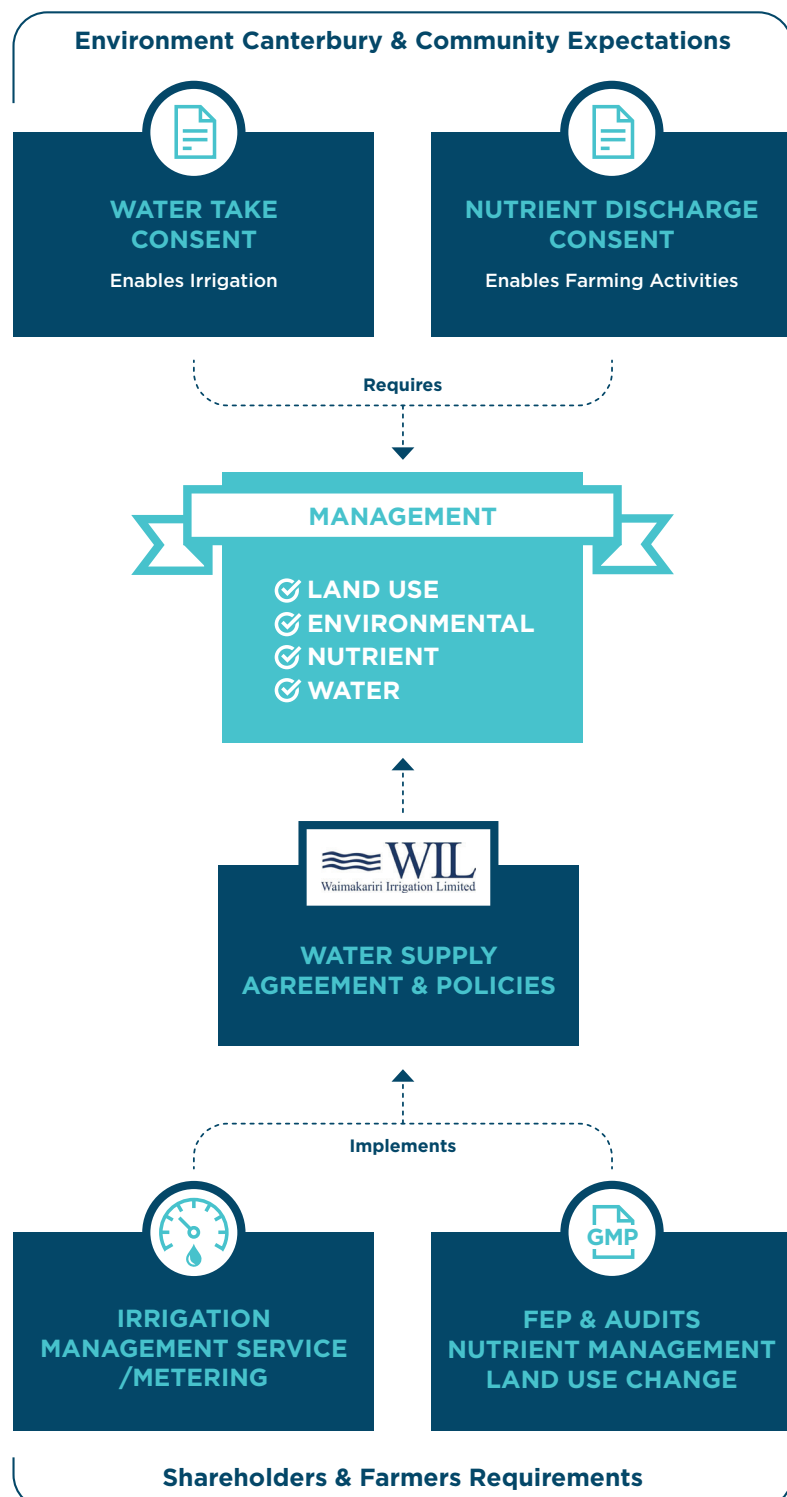 Environment Canterbury & Community Expectations
WATER TAKE
CONSENT
Enables Irrigation
NUTRIENT DISCHARGE
CONSENT
Enables Farming Activities
Requires
MANAGEMENT
LAND USE
ENVIRONMENTAL
NUTRIENT
WATER
WIL
Waimakariri Irrigation Limited
WATER SUPPLY
AGREEMENT & POLICIES
Implements
IRRIGATION
MANAGEMENT SERVICE
/METERING
GMP
FEP & AUDITS
NUTRIENT MANAGEMENT
LAND USE CHANGE
Shareholders & Farmers Requirements